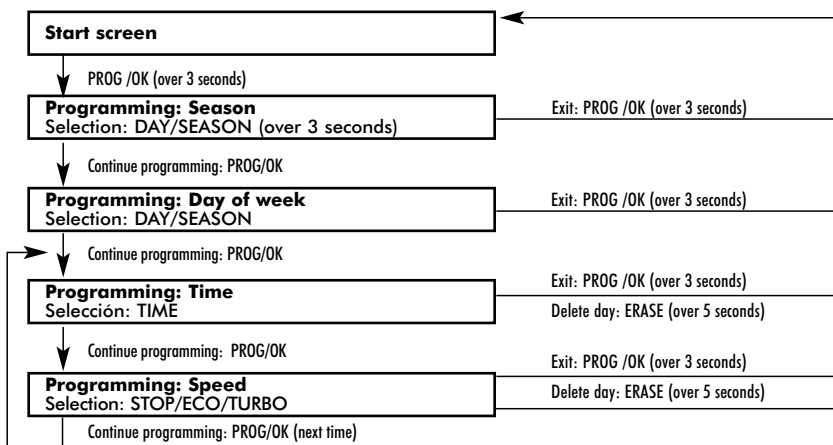 Start screen
PROG /OK (over 3 seconds)
Programming: Season
Selection: DAY/SEASON (over 3 seconds)
Exit: PROG /OK (over 3 seconds)
Continue programming: PROG/OK
Programming: Day of week
Selection: DAY/SEASON
Exit: PROG /OK (over 3 seconds)
Continue programming: PROG/OK
Programming: Time
Selección: TIME
Exit: PROG /OK (over 3 seconds)
Delete day: ERASE (over 5 seconds)
Continue programming: PROG/OK
Programming: Speed
Selection: STOP/ECO/TURBO
Exit: PROG /OK (over 3 seconds)
Delete day: ERASE (over 5 seconds)
Continue programming: PROG/OK (next time)